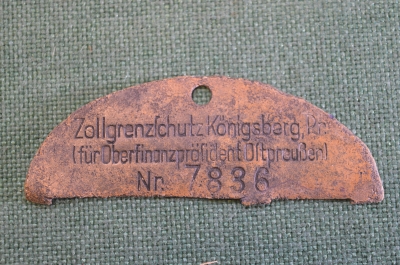 Zollgrenzschutz Königsberg, Pr.
(für Oberfinanzpräsident Ostpreußen)
Nr. 7836